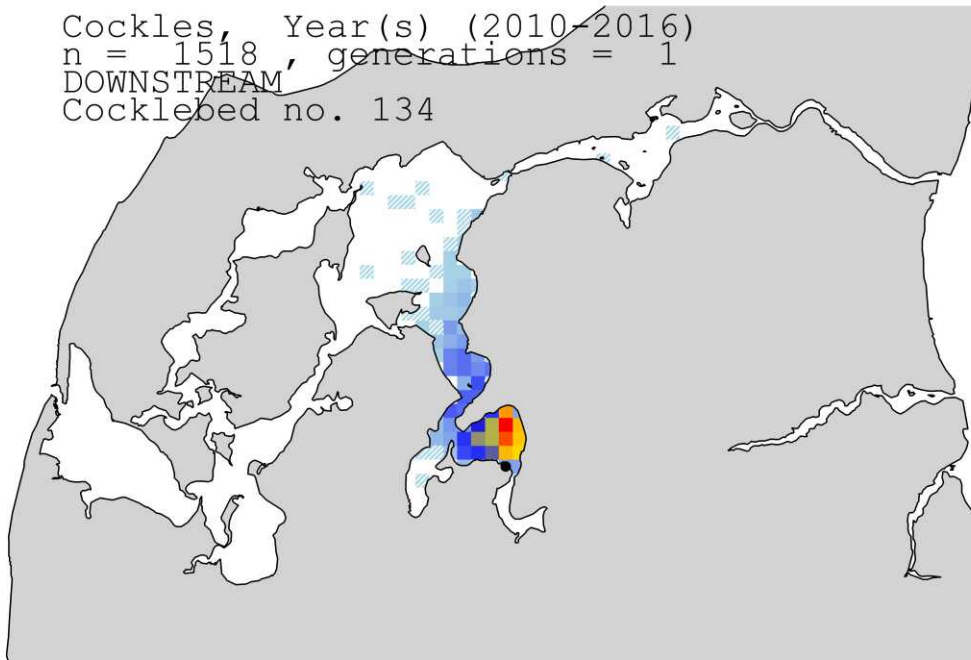 Cockles, Year(s) (2010-2016)
n = 1518 , generations = 1
DOWNSTREAM
Cocklebed no. 134